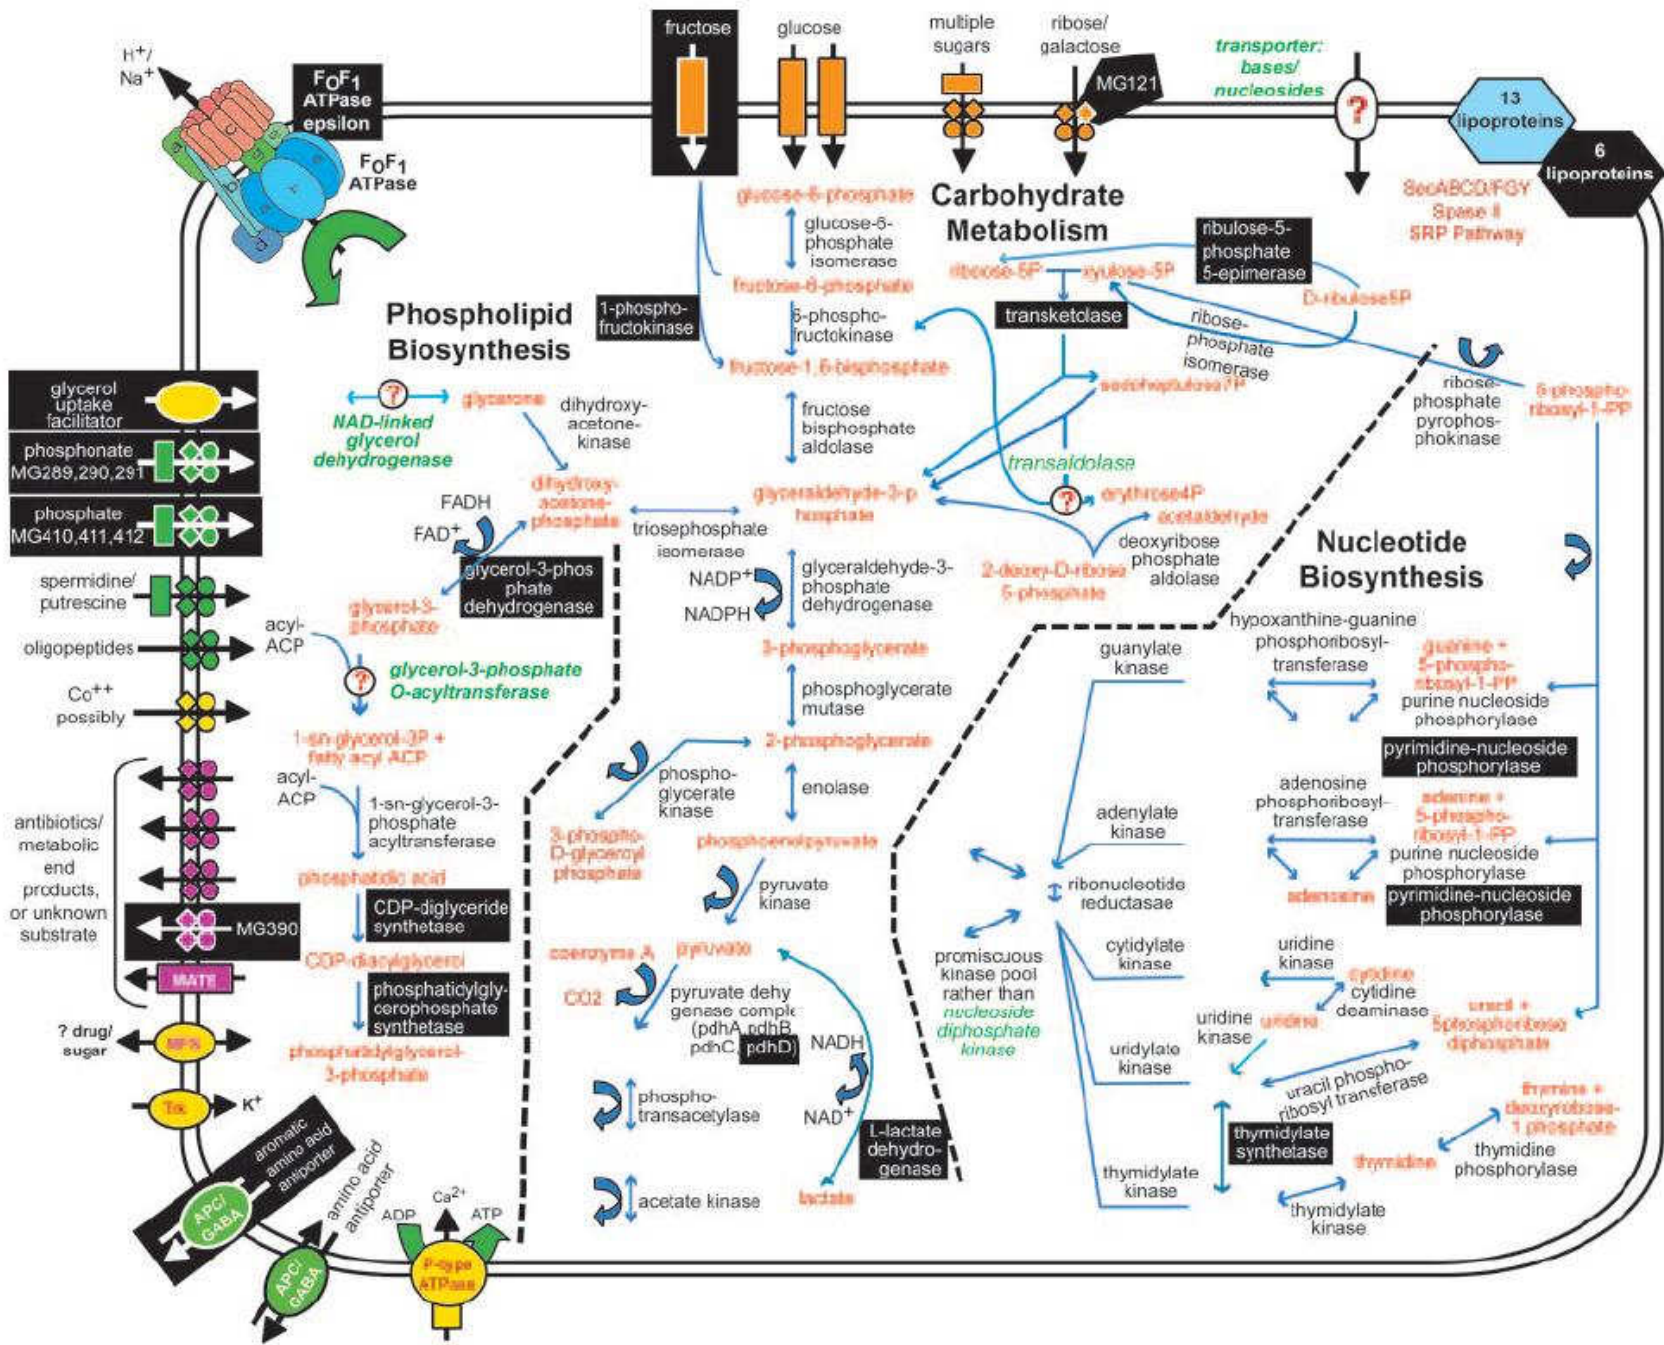 H+/
Na+
FOF1
ATPase
epsilon
FOF1
ATPase
fructose
glucose
multiple
sugars
ribose/
galactose
MG121
transporter:
bases/
nucleosides
?
13
lipoproteins
6
lipoproteins
SecABCD/FGY
Spase II
SRP Pathway
Carbohydrate
Metabolism
glucose-6-phosphate
glucose-6-
phosphate
isomerase
fructose-6-phosphate
1-phospho-
fructokinase
6-phospho-
fructokinase
fructose-1,6-bisphosphate
fructose
bisphosphate
aldolase
ribose-5P
xylulose-5P
ribulose-5-
phosphate
5-epimerase
D-ribulose5P
transketolase
ribose-
phosphate
isomerase
sedoheptulose7P
transaldolase
?
erythrose4P
acetaldehyde
deoxyribose
phosphate
aldolase
2-deoxy-D-ribose
5-phosphate
glyceraldehyde-3-p
hosphate
triosephosphate
isomerase
NADP+
NADPH
glyceraldehyde-3-
phosphate
dehydrogenase
3-phosphoglycerate
phosphoglycerate
mutase
2-phosphoglycerate
phospho-
glycerate
kinase
enolase
3-phospho-
D-glyceroyl
phosphate
phosphoenolpyruvate
pyruvate
kinase
coenzyme A
pyruvate
CO2
pyruvate dehy
genase comple
(pdhA,pdhB
pdhC, pdhD)
NADH
NAD+
phospho-
transacetylase
L-lactate
dehydro-
genase
acetate kinase
lactate
Phospholipid
Biosynthesis
?
glycerone
NAD-linked
glycerol
dehydrogenase
dihydroxy-
acetone-
kinase
dihydroxy-
acetone-
phosphate
FADH
FAD+
glycerol-3-phos
phate
dehydrogenase
glycerol-3-
phosphate
acyl-
ACP
?
glycerol-3-phosphate
O-acyltransferase
1-sn-glycerol-3P +
fatty acyl ACP
acyl-
ACP
1-sn-glycerol-3-
phosphate
acyltransferase
phosphatidic acid
CDP-diglyceride
synthetase
CDP-diacylglycerol
phosphatidylgly-
cerophosphate
synthetase
phosphatidylglycerol-
3-phosphate
glycerol
uptake
facilitator
phosphonate
MG289,290,291
phosphate
MG410,411,412
spermidine/
putrescine
oligopeptides
Co++
possibly
antibiotics/
metabolic
end
products,
or unknown
substrate
MG390
MATE
? drug/
sugar
MFS
Trk
K+
aromatic
amino acid
antiporter
APC/
GABA
amino acid
antiporter
APC/
GABA
ADP
Ca2+
ATP
P-type
ATPase
Nucleotide
Biosynthesis
ribose-
phosphate
pyrophos-
phokinase
5-phospho-
ribosyl-1-PP
guanylate
kinase
hypoxanthine-guanine
phosphoribosyl-
transferase
guanine +
5-phospho-
ribosyl-1-PP
purine nucleoside
phosphorylase
pyrimidine-nucleoside
phosphorylase
adenylate
kinase
adenosine
phosphoribosyl-
transferase
adenine +
5-phospho-
ribosyl-1-PP
purine nucleoside
phosphorylase
adenosine
pyrimidine-nucleoside
phosphorylase
ribonucleotide
reductasae
promiscuous
kinase pool
rather than
nucleoside
diphosphate
kinase
cytidylate
kinase
uridine
kinase
cytidine
cytidine
deaminase
uridine
kinase
uridine
uracil +
5phosphoribose
diphosphate
uridylate
kinase
uracil phospho-
ribosyl transferase
thymine +
deoxyribose-
1 phosphate
thymidylate
synthetase
thymidine
thymidine
phosphorylase
thymidylate
kinase
thymidylate
kinase